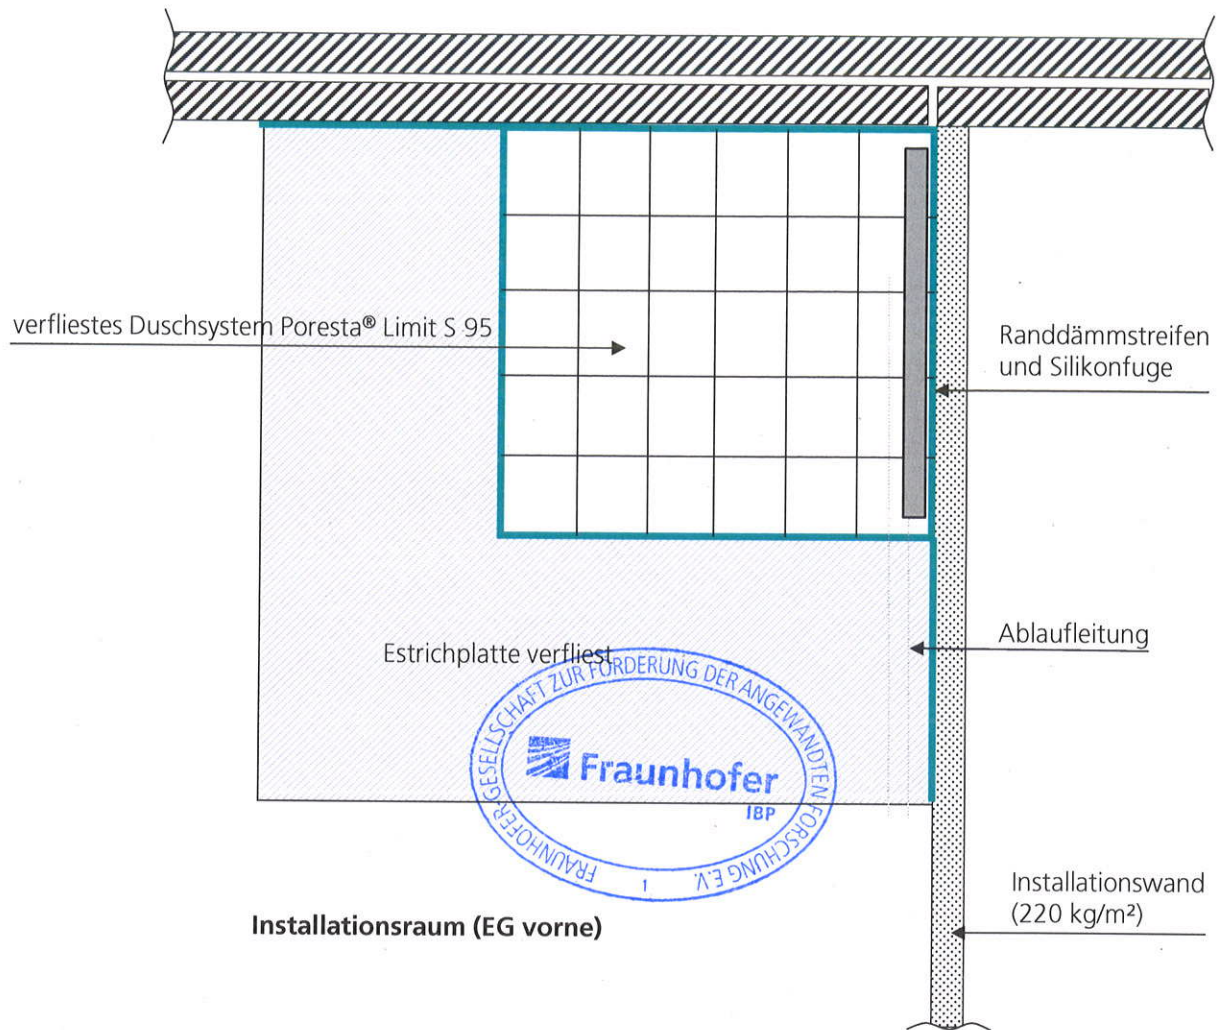 verfliestes Duschsystem Poresta® Limit S 95
Randdämmstreifen
und Silikonfuge
Ablaufleitung
Estrichplatte verfliest
FRAUNHOFER-GESELLSCHAFT ZUR FÖRDERUNG DER ANGEWANDTEN FORSCHUNG E.V.
Fraunhofer
IBP
1
Installationswand
(220 kg/m²)
Installationsraum (EG vorne)